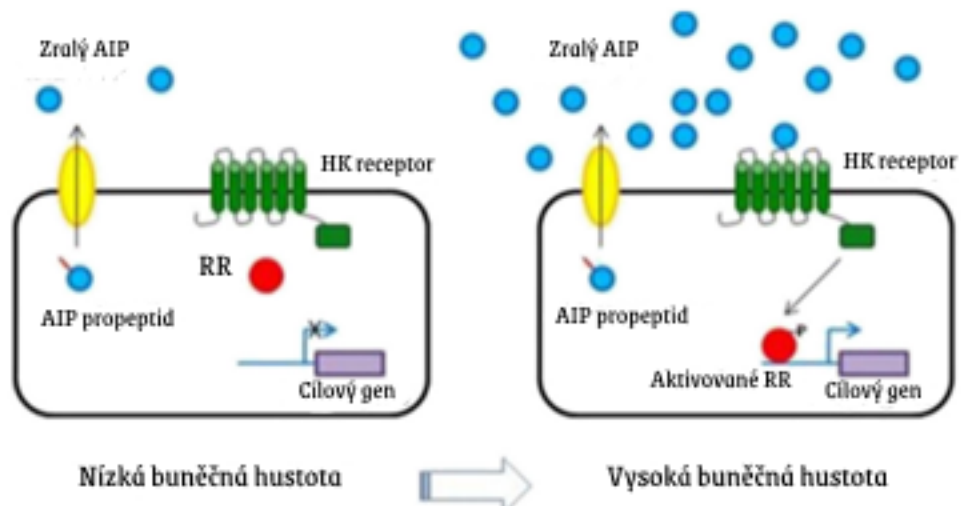 Zralý AIP
HK receptor
RR
AIP propeptid
Cílový gen
Nízká buněčná hustota
Zralý AIP
HK receptor
AIP propeptid
P
Aktivované RR
Cílový gen
Vysoká buněčná hustota